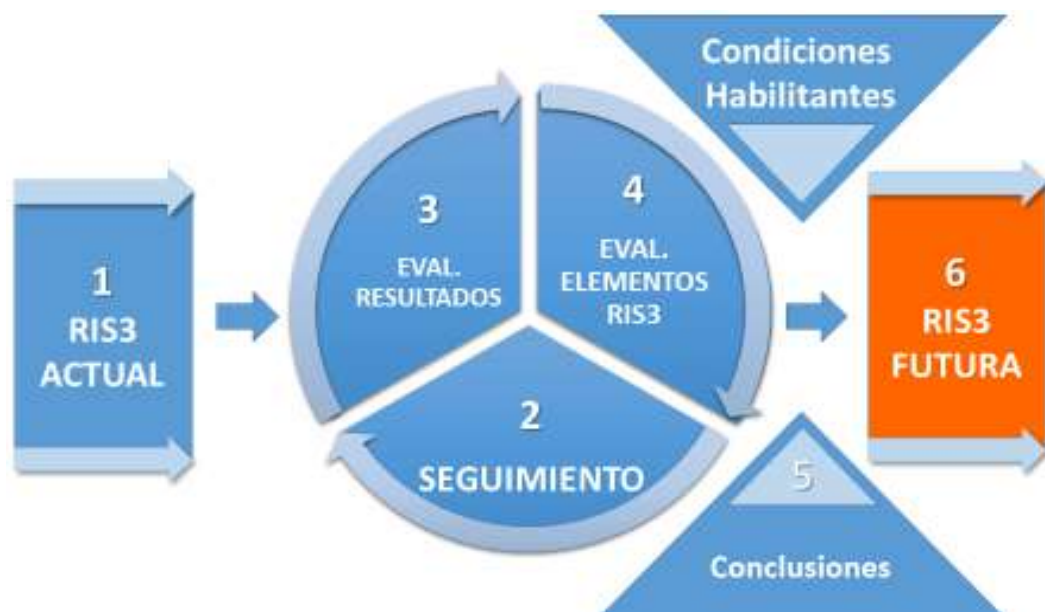 1
RIS3
ACTUAL
3
EVAL.
RESULTADOS
4
EVAL.
ELEMENTOS
RIS3
2
SEGUIMIENTO
Condiciones
Habilitantes
5
Conclusiones
6
RIS3
FUTURA